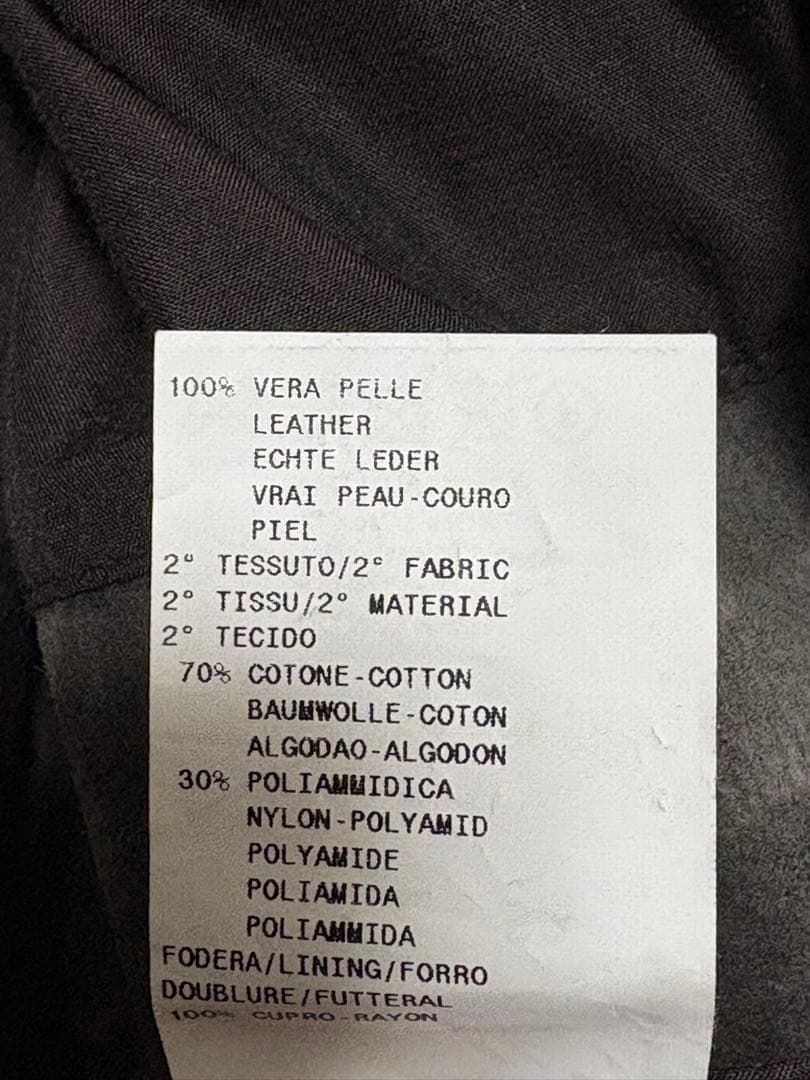 100% VERA PELLE
LEATHER
ECHTE LEDER
VRAI PEAU-COURO
PIEL
2° TESSUTO/2° FABRIC
2° TISSU/2° MATERIAL
2° TECIDO
70% COTONE-COTTON
BAUMWOLLE-COTON
ALGODAO-ALGODON
30% POLIAMMIDICA
NYLON-POLYAMID
POLYAMIDE
POLIAMIDA
POLIAMMIDA
FODERA/LINING/FORRO
DOUBLURE/FUTTERAL
100% CUPRO-RAYON